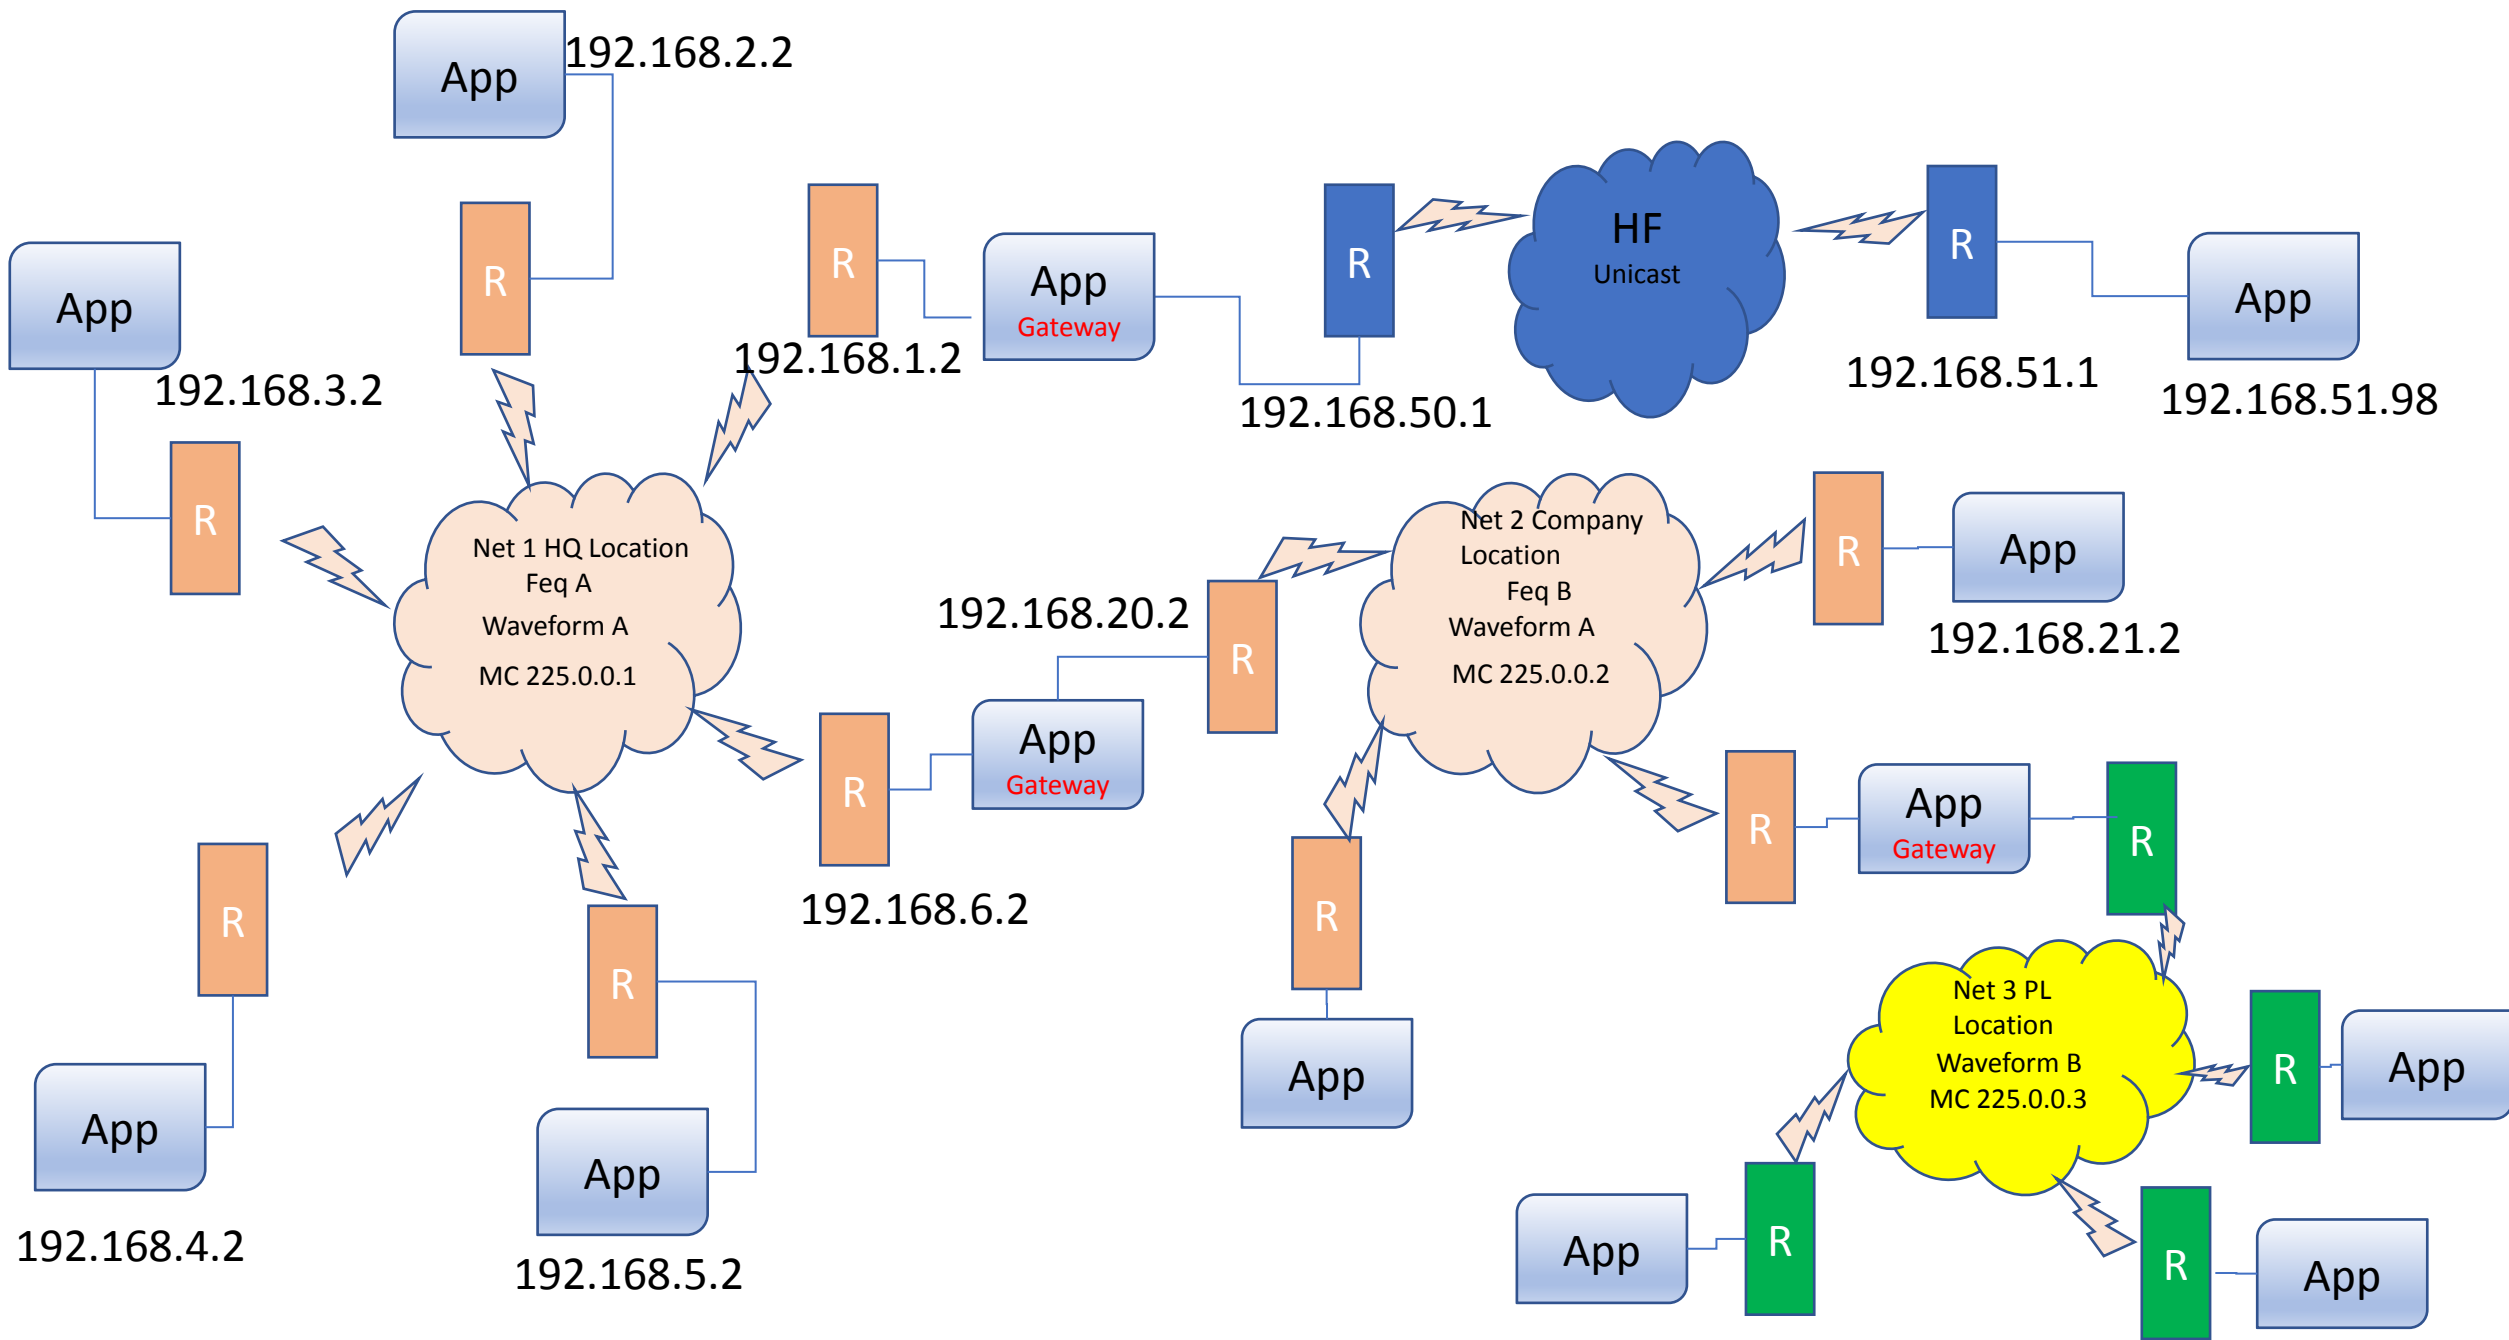 App
192.168.2.2
R
App
192.168.3.2
R
R
192.168.1.2
App
Gateway
R
192.168.50.1
HF
Unicast
R
192.168.51.1
App
192.168.51.98
Net 1 HQ Location
Feq A
Waveform A
MC 225.0.0.1
R
App
192.168.4.2
R
App
192.168.5.2
R
192.168.6.2
App
Gateway
192.168.20.2
R
Net 2 Company
Location
Feq B
Waveform A
MC 225.0.0.2
R
App
192.168.21.2
R
App
R
App
Gateway
R
Net 3 PL
Location
Waveform B
MC 225.0.0.3
R
App
App
R
R
App